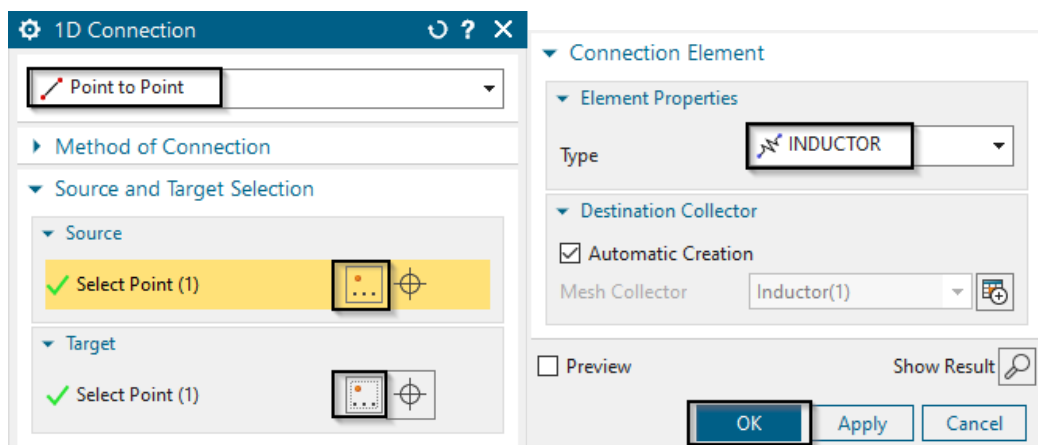 1D Connection
Point to Point
Method of Connection
Source and Target Selection
Source
Select Point (1)
Target
Select Point (1)
Connection Element
Element Properties
Type INDUCTOR
Destination Collector
Automatic Creation
Mesh Collector Inductor(1)
Preview Show Result
OK Apply Cancel